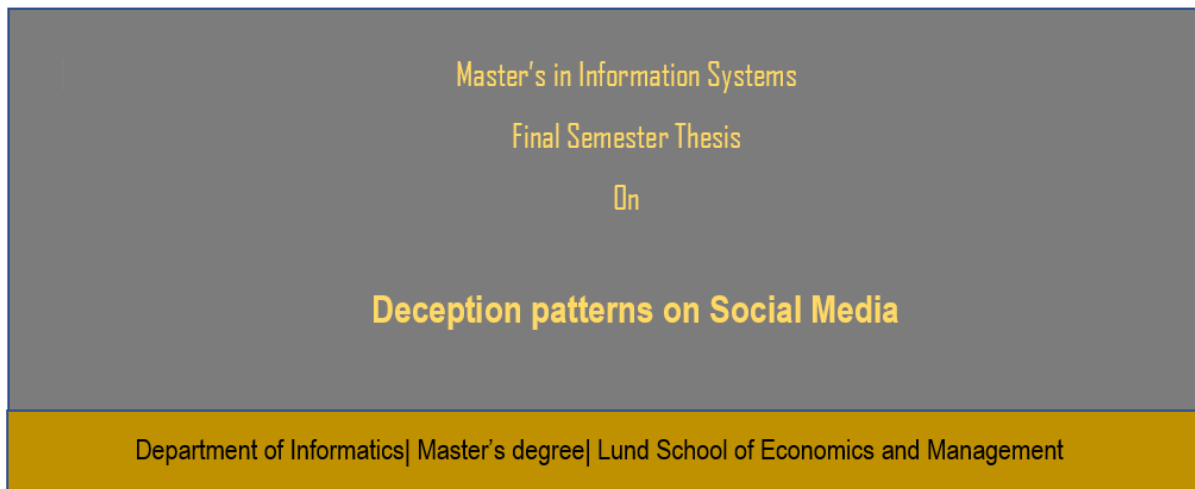 Master's in Information Systems
Final Semester Thesis
On
Deception patterns on Social Media
Department of Informatics| Master's degree| Lund School of Economics and Management